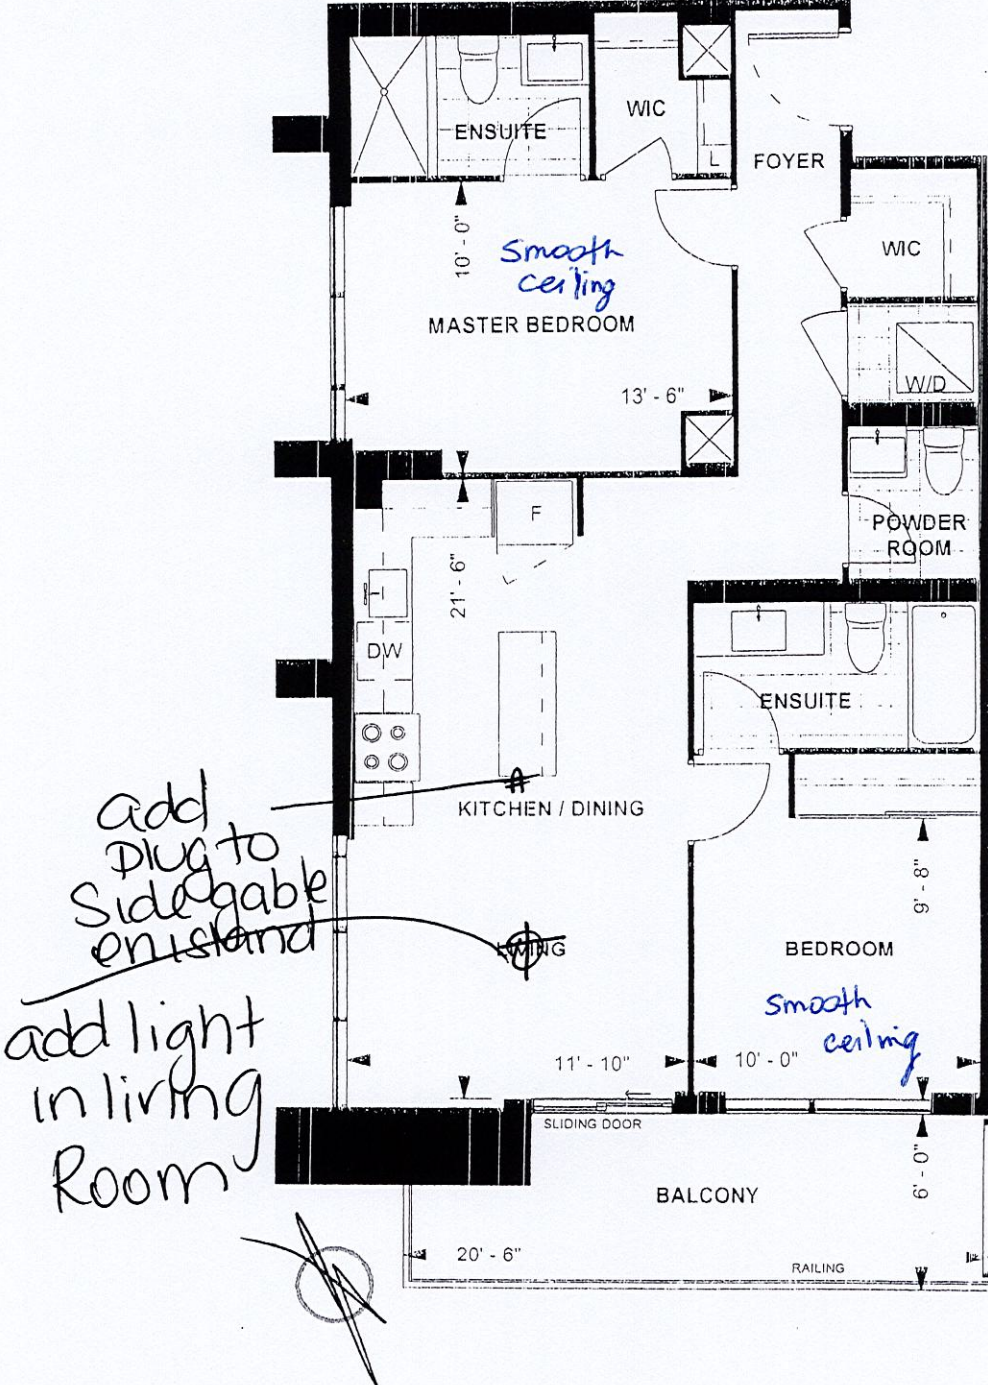 WIC
ENSUITE
L
FOYER
10' - 0"
Smooth
ceiling
WIC
MASTER BEDROOM
W/D
13' - 6"
F
POWDER
ROOM
21' - 6"
DW
ENSUITE
add
Plug to
Side gable
en island
KITCHEN / DINING
9' - 8"
LIVING
BEDROOM
Smooth
ceiling
add light
in living
Room
11' - 10"
10' - 0"
SLIDING DOOR
BALCONY
6' - 0"
20' - 6"
RAILING